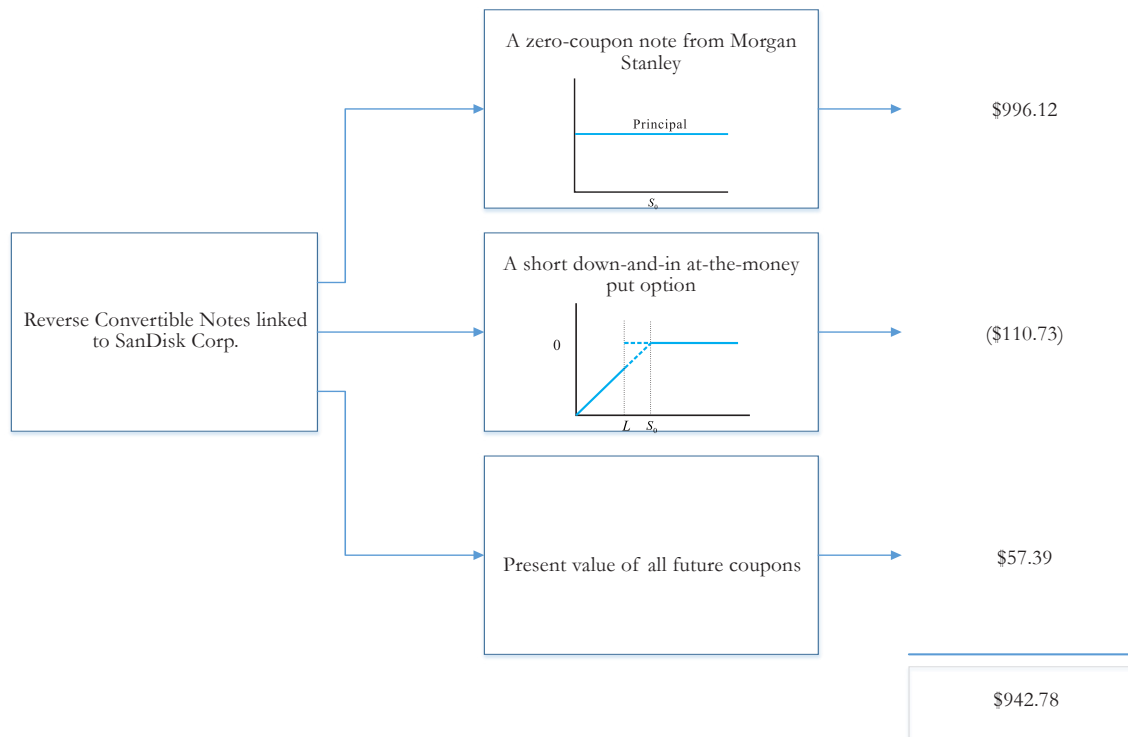 A zero-coupon note from Morgan
Stanley
Principal
S₀
$996.12
Reverse Convertible Notes linked
to SanDisk Corp.
A short down-and-in at-the-money
put option
0
L S₀
($110.73)
Present value of all future coupons
$57.39
$942.78